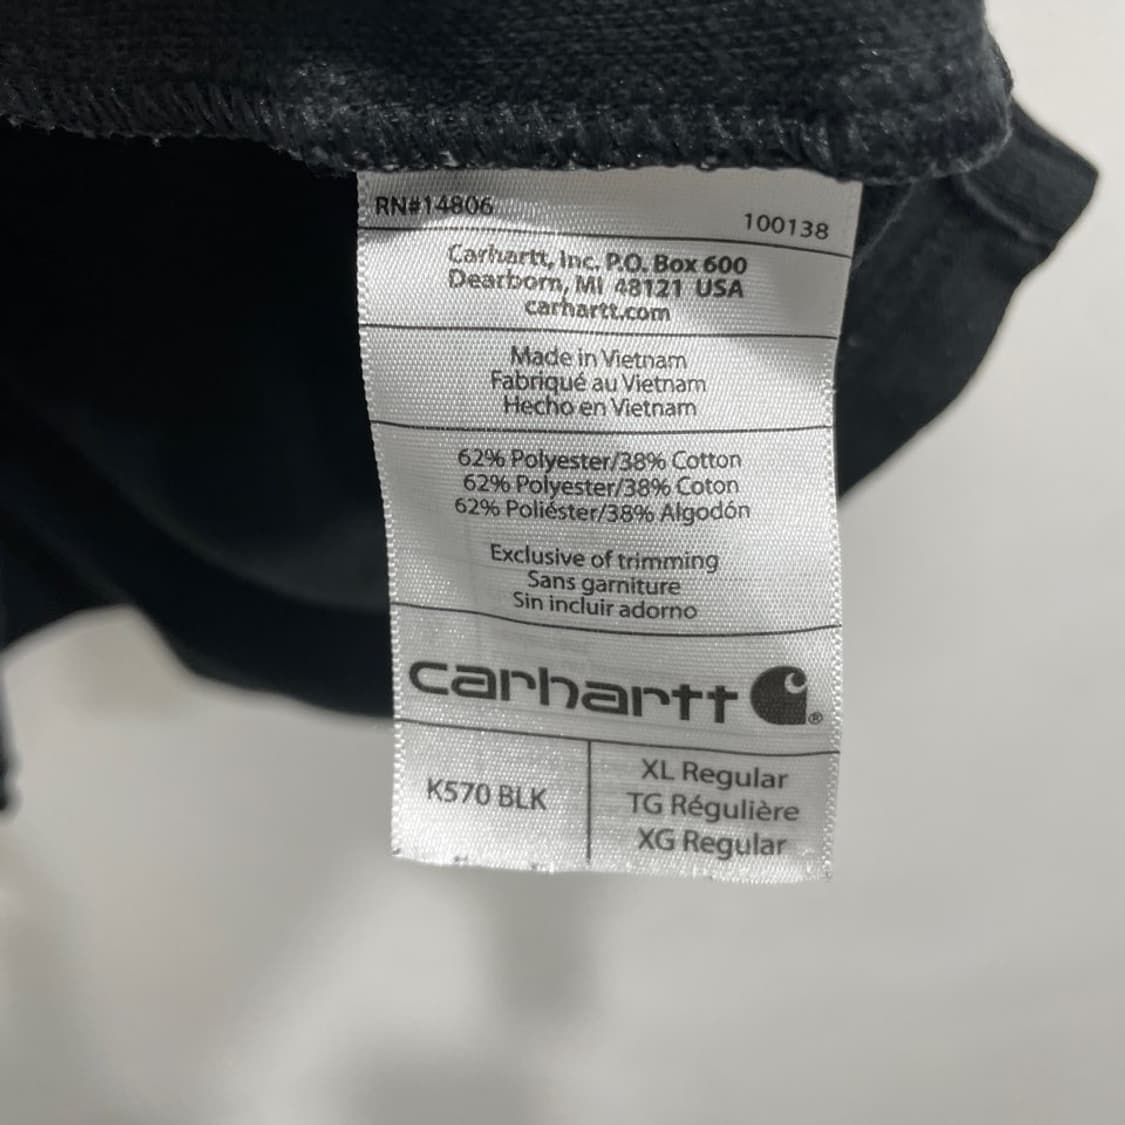 RN#14806
100138
Carhartt, Inc. P.O. Box 600
Dearborn, MI 48121 USA
carhartt.com
Made in Vietnam
Fabriqué au Vietnam
Hecho en Vietnam
62% Polyester/38% Cotton
62% Polyester/38% Coton
62% Poliéster/38% Algodón
Exclusive of trimming
Sans garniture
Sin incluir adorno
carhartt ®
K570 BLK
XL Regular
TG Régulière
XG Regular